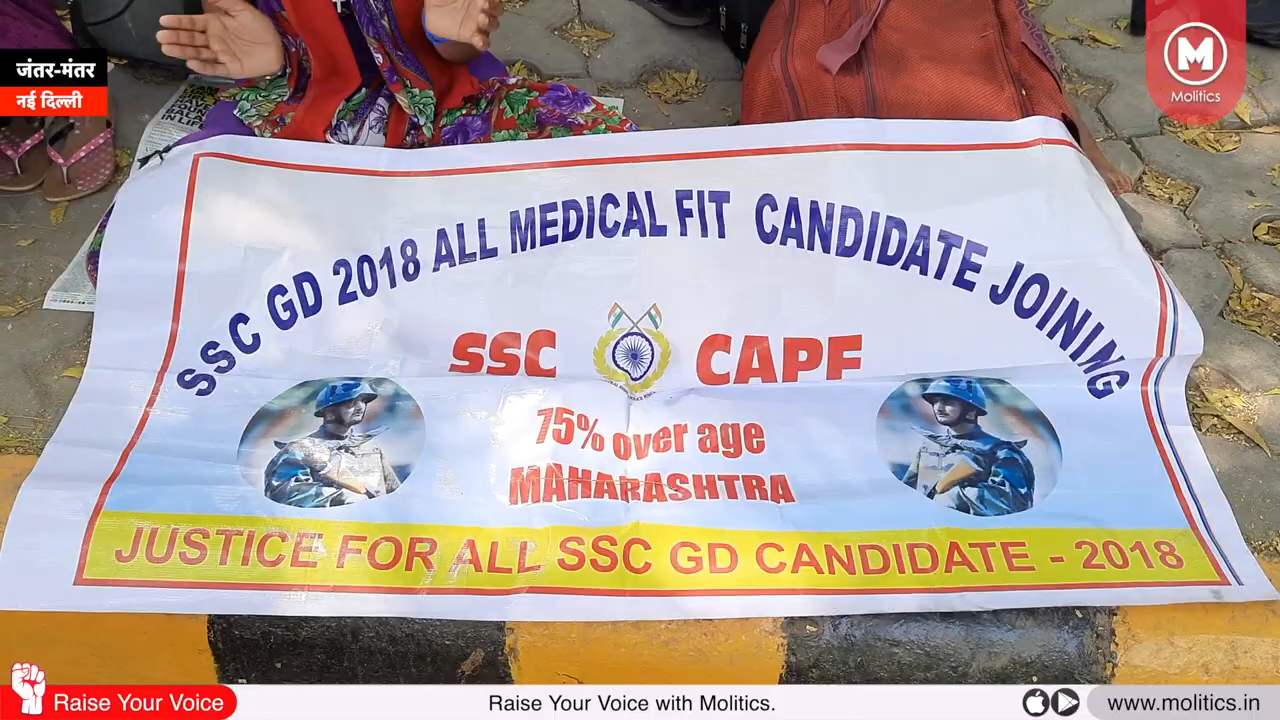 जंतर-मंतर
नई दिल्ली
M
Molitics
SSC GD 2018 ALL MEDICAL FIT CANDIDATE JOINING
SSC CAPF
75% over age
MAHARASHTRA
JUSTICE FOR ALL SSC GD CANDIDATE - 2018
Raise Your Voice
Raise Your Voice with Molitics.
www.molitics.in